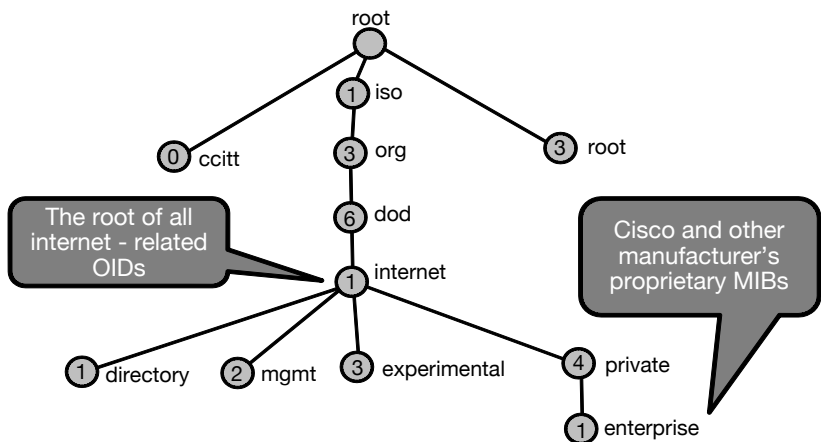 root
1 iso
3 org
0 ccitt
3 root
6 dod
The root of all
internet - related
OIDs
Cisco and other
manufacturer's
proprietary MIBs
1 internet
1 directory
2 mgmt
3 experimental
4 private
1 enterprise